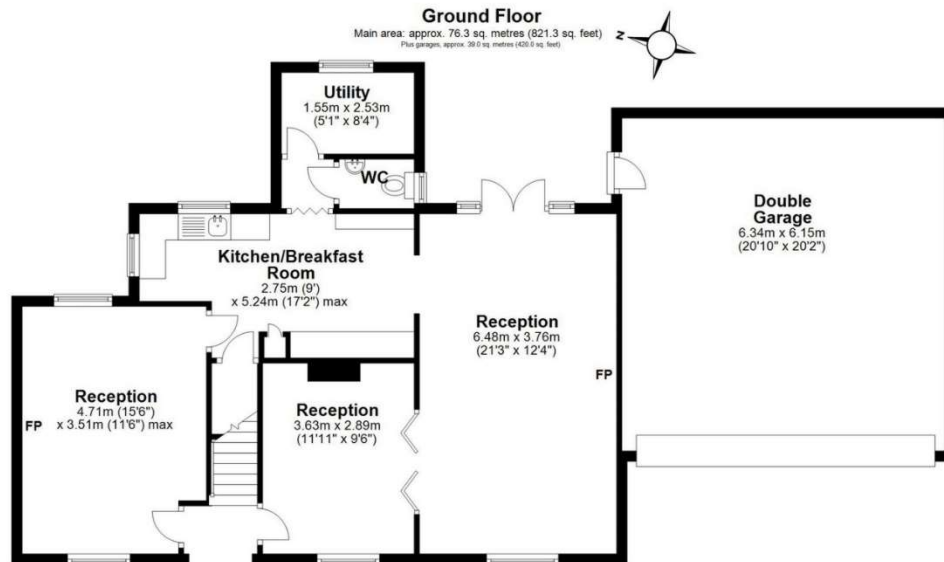 Ground Floor
Main area: approx. 76.3 sq. metres (821.3 sq. feet)
Plus garages, approx. 39.0 sq. metres (420.0 sq. feet)
Z
Utility
1.55m x 2.53m
(5'1" x 8'4")
WC
Double
Garage
6.34m x 6.15m
(20'10" x 20'2")
Kitchen/Breakfast
Room
2.75m (9')
x 5.24m (17'2") max
Reception
6.48m x 3.76m
(21'3" x 12'4")
FP
Reception
4.71m (15'6")
x 3.51m (11'6") max
FP
Reception
3.63m x 2.89m
(11'11" x 9'6")